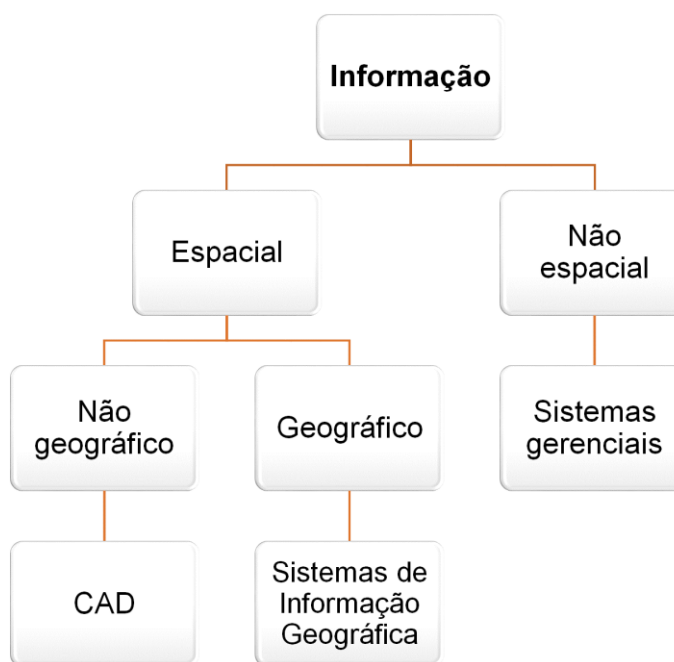 Informação
Espacial
Não
espacial
Não
geográfico
Geográfico
Sistemas
gerenciais
CAD
Sistemas de
Informação
Geográfica